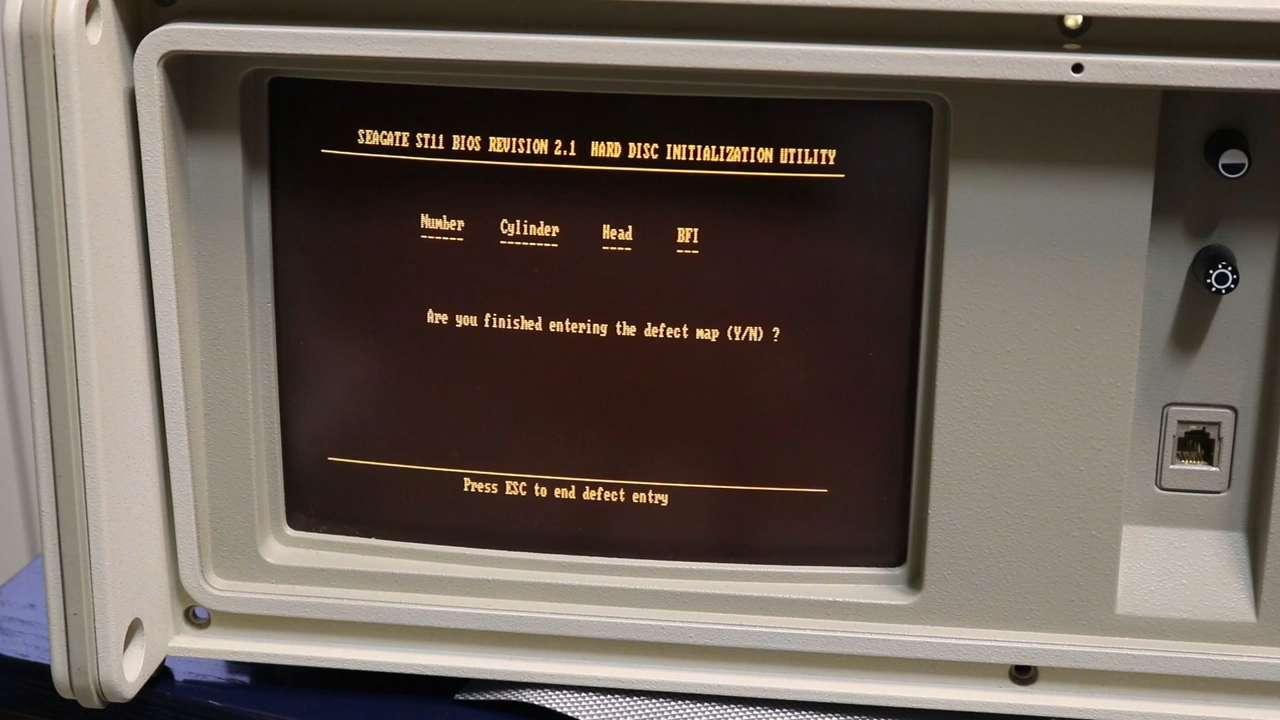 SEAGATE ST11 BIOS REVISION 2.1 HARD DISC INITIALIZATION UTILITY
Number Cylinder Head BFI
Are you finished entering the defect map (Y/N) ?
Press ESC to end defect entry